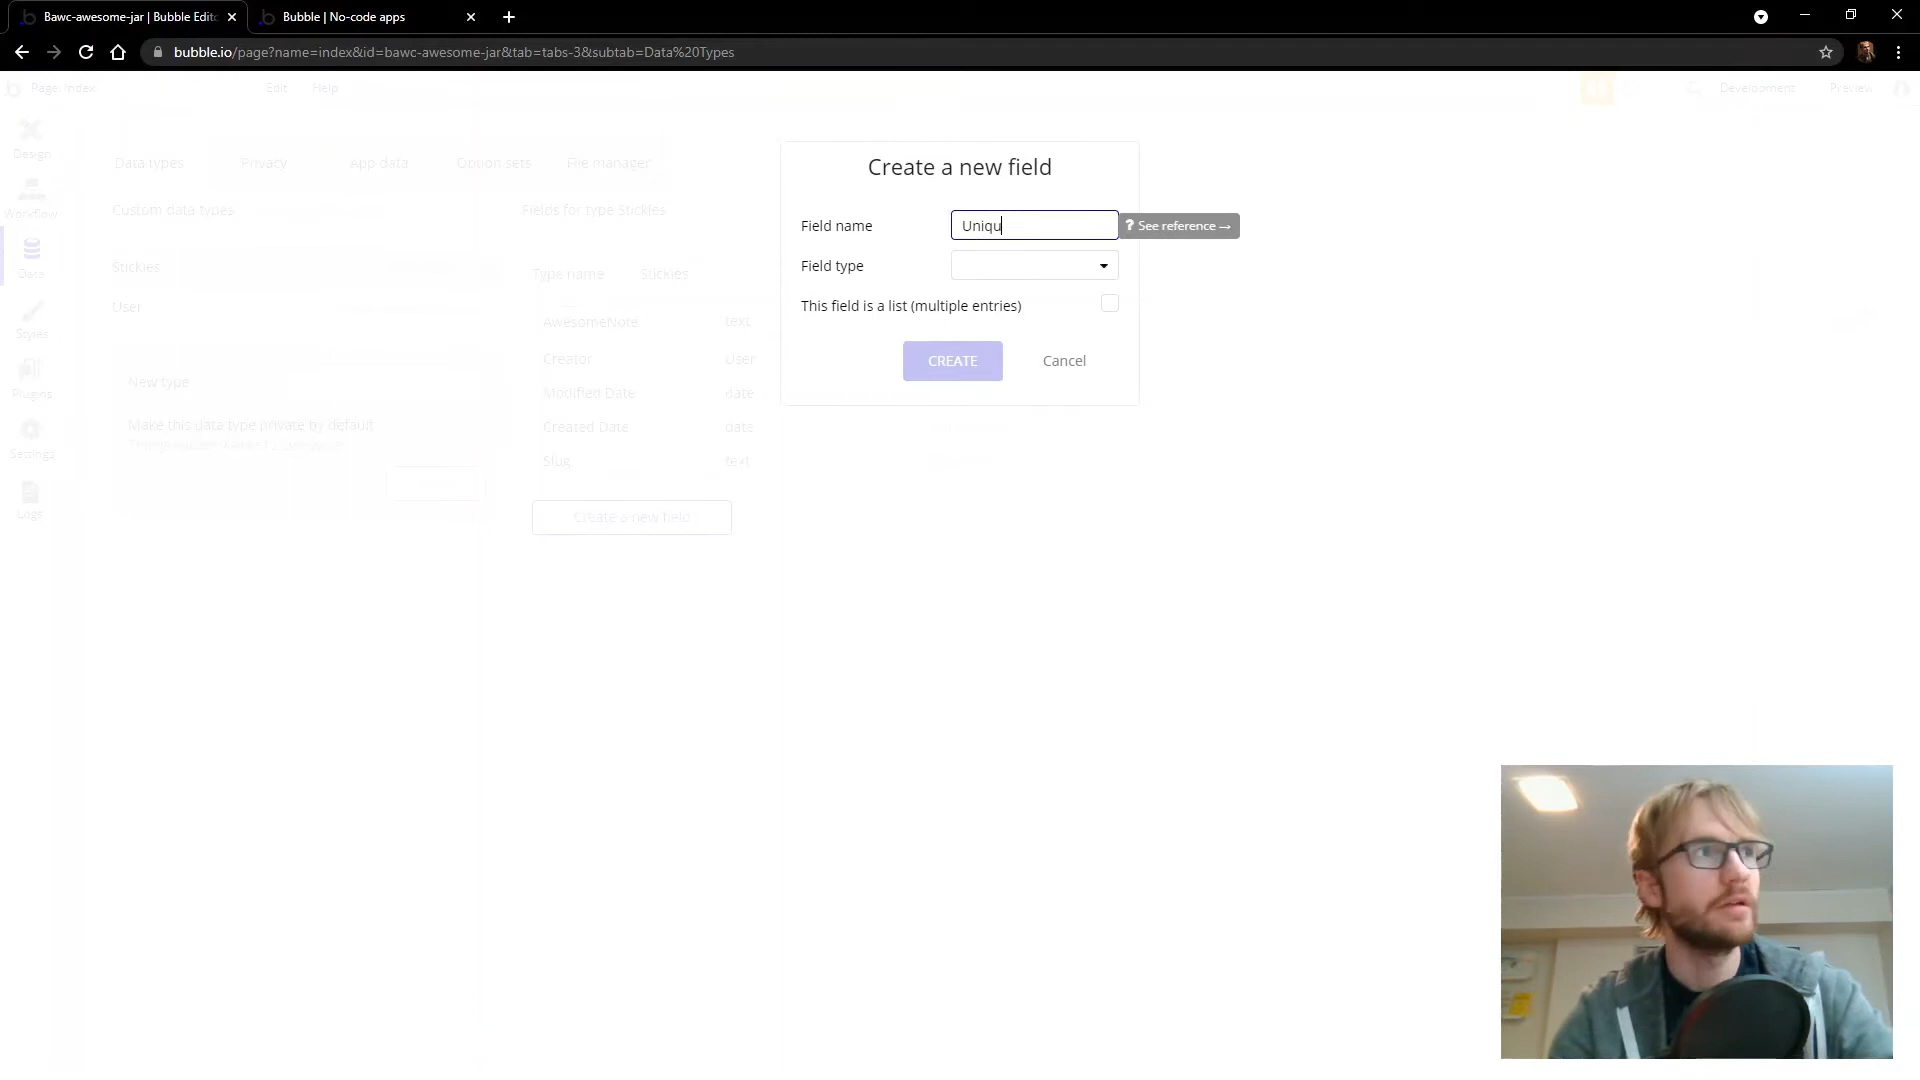 Bawc-awesome-jar | Bubble Edito
Bubble | No-code apps
bubble.io/page?name=index&id=bawc-awesome-jar&tab=tabs-3&subtab=Data%20Types
Page: index
Edit
Help
Development
Preview
Design
Workflow
Data
Styles
Plugins
Settings
Logs
Data types
Privacy
App data
Option sets
File manager
Custom data types
Stickies
User
New type
Make this data type private by default
Fields for type Stickies
Type name
Stickies
AwesomeNote
text
Creator
User
Modified Date
date
Created Date
date
Slug
text
Create a new field
Create a new field
Field name
Uniqu
? See reference →
Field type
This field is a list (multiple entries)
CREATE
Cancel